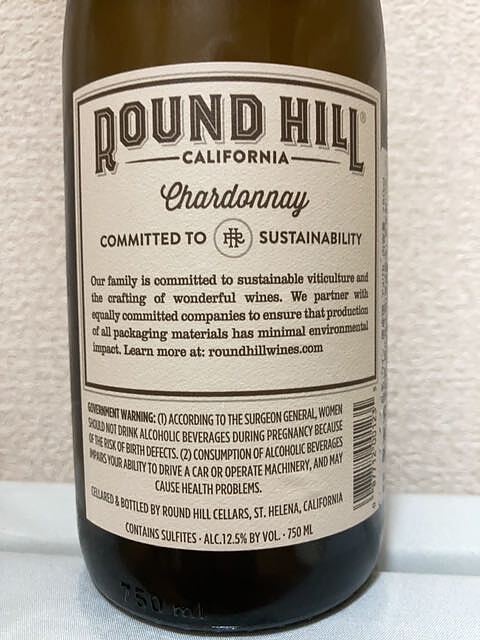 ROUND HILL®
CALIFORNIA
Chardonnay
COMMITTED TO RH SUSTAINABILITY
Our family is committed to sustainable viticulture and
the crafting of wonderful wines. We partner with
equally committed companies to ensure that production
of all packaging materials has minimal environmental
impact. Learn more at: roundhillwines.com
GOVERNMENT WARNING: (1) ACCORDING TO THE SURGEON GENERAL, WOMEN
SHOULD NOT DRINK ALCOHOLIC BEVERAGES DURING PREGNANCY BECAUSE
OF THE RISK OF BIRTH DEFECTS. (2) CONSUMPTION OF ALCOHOLIC BEVERAGES
IMPAIRS YOUR ABILITY TO DRIVE A CAR OR OPERATE MACHINERY, AND MAY
CAUSE HEALTH PROBLEMS.
CELLARED & BOTTLED BY ROUND HILL CELLARS, ST. HELENA, CALIFORNIA
CONTAINS SULFITES · ALC.12.5% BY VOL. · 750 ML
750 ml